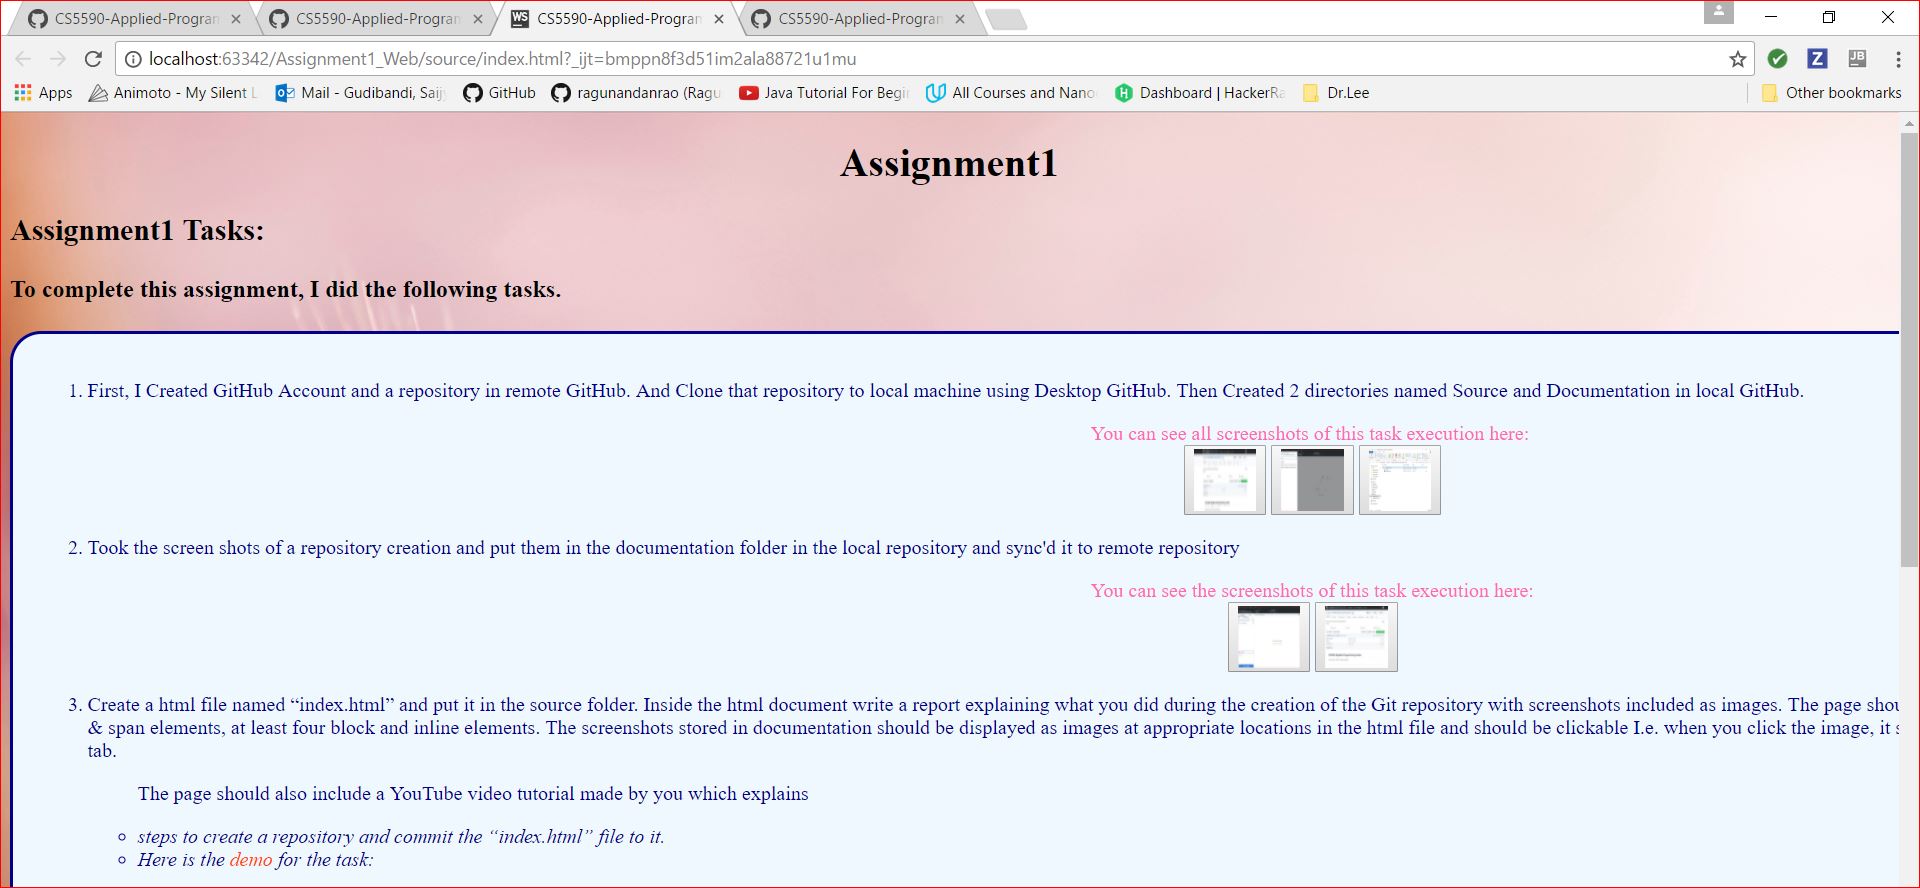 CS5590-Applied-Program
CS5590-Applied-Program
WS CS5590-Applied-Program
CS5590-Applied-Program
localhost:63342/Assignment1_Web/source/index.html?_ijt=bmppn8f3d51im2ala88721u1mu
Z
JB
Apps
Animoto - My Silent L
Mail - Gudibandi, Saij
GitHub
ragunandanrao (Ragu
Java Tutorial For Begin
All Courses and Nano
Dashboard | HackerRa
Dr.Lee
Other bookmarks
Assignment1
Assignment1 Tasks:
To complete this assignment, I did the following tasks.
1. First, I Created GitHub Account and a repository in remote GitHub. And Clone that repository to local machine using Desktop GitHub. Then Created 2 directories named Source and Documentation in local GitHub.
You can see all screenshots of this task execution here:
2. Took the screen shots of a repository creation and put them in the documentation folder in the local repository and sync'd it to remote repository
You can see the screenshots of this task execution here:
3. Create a html file named “index.html” and put it in the source folder. Inside the html document write a report explaining what you did during the creation of the Git repository with screenshots included as images. The page shou
& span elements, at least four block and inline elements. The screenshots stored in documentation should be displayed as images at appropriate locations in the html file and should be clickable I.e. when you click the image, it s
tab.
The page should also include a YouTube video tutorial made by you which explains
steps to create a repository and commit the “index.html” file to it.
Here is the demo for the task: